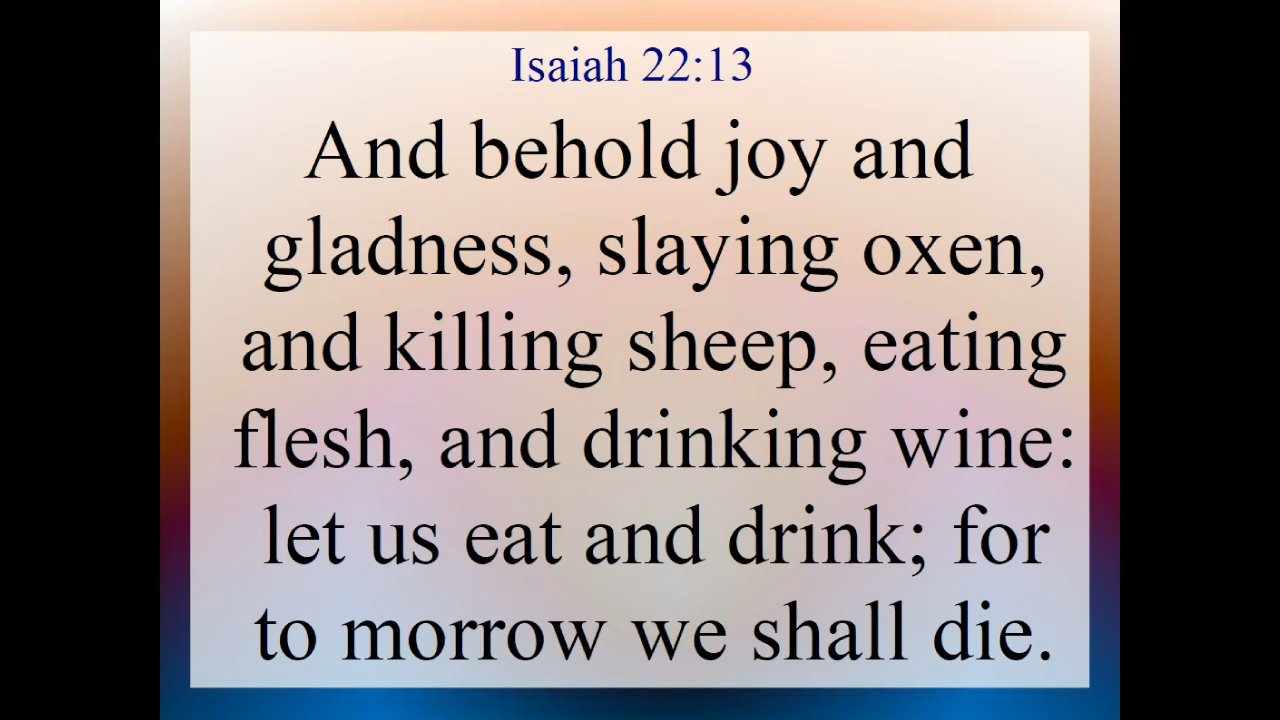 Isaiah 22:13
And behold joy and
gladness, slaying oxen,
and killing sheep, eating
flesh, and drinking wine:
let us eat and drink; for
to morrow we shall die.